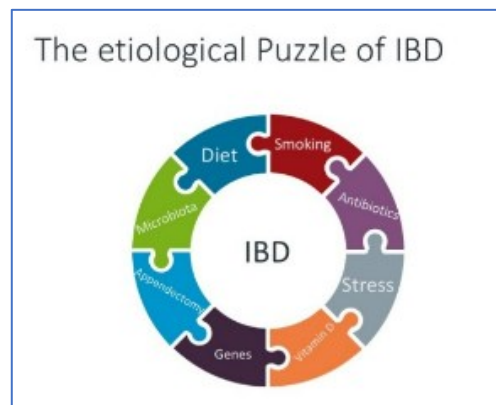 The etiological Puzzle of IBD
Diet
Smoking
Antibiotics
Stress
Vitamin D
Genes
Appendectomy
Microbiota
IBD